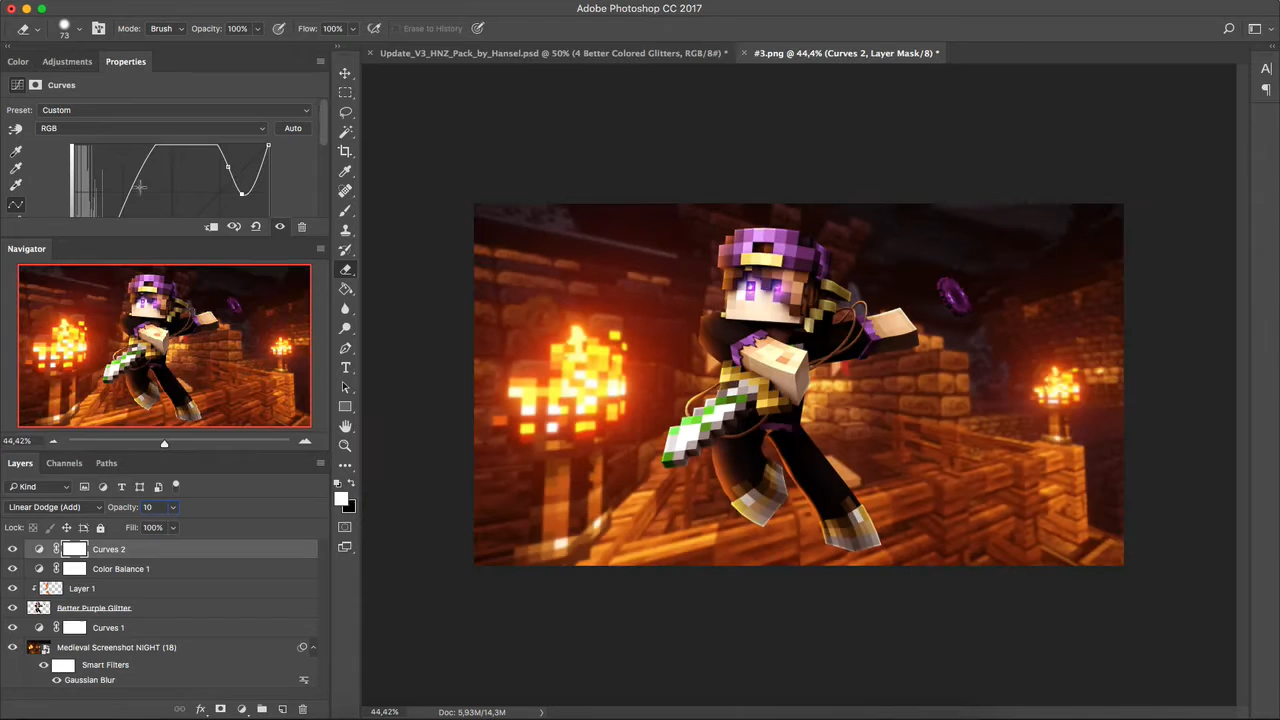 Adobe Photoshop CC 2017
73 Mode: Brush Opacity: 100% Flow: 100% Erase to History
Update_V3_HNZ_Pack_by_Hansel.psd @ 50% (4 Better Colored Glitters, RGB/8#) * #3.png @ 44,4% (Curves 2, Layer Mask/8) *
Color Adjustments Properties
Curves
Preset: Custom
RGB Auto
Navigator
44,42%
Layers Channels Paths
Kind
Linear Dodge (Add) Opacity: 10
Lock: Fill: 100%
Curves 2
Color Balance 1
Layer 1
Better Purple Glitter
Curves 1
Medieval Screenshot NIGHT (18)
Smart Filters
Gaussian Blur
44,42% Doc: 5,93M/14,3M